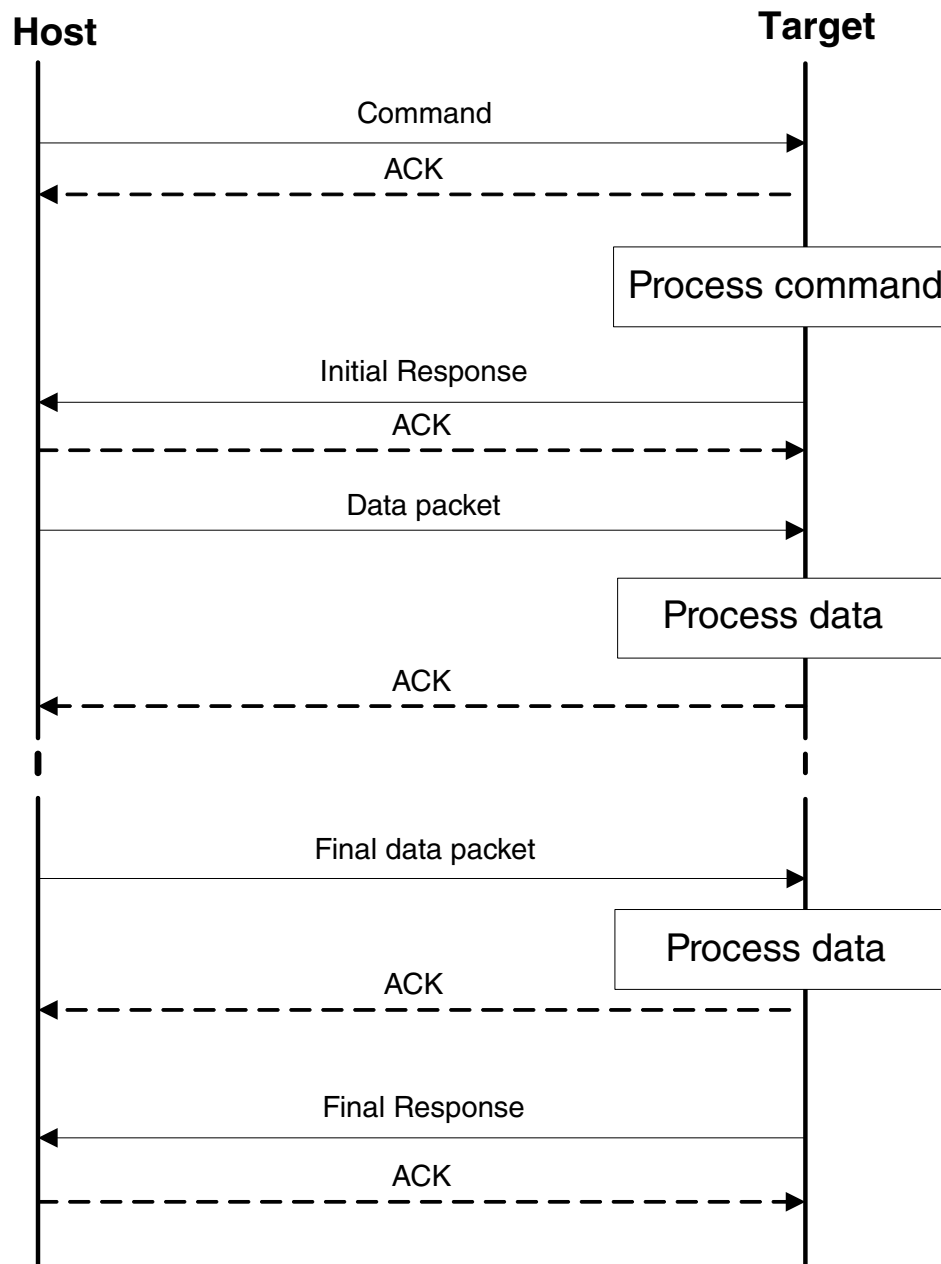 Host
Target
Command
ACK
Process command
Initial Response
ACK
Data packet
Process data
ACK
Final data packet
Process data
ACK
Final Response
ACK